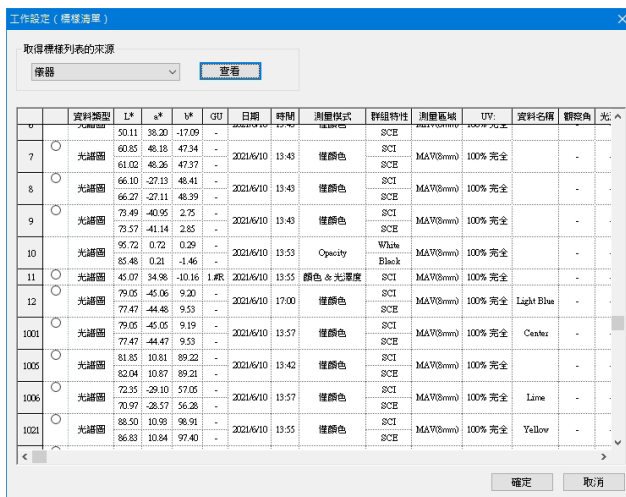 工作設定（標樣清單）
取得標樣列表的來源
儀器 查看
資料類型 L* a* b* GU 日期 時間 測量模式 群組特性 測量區域 UV: 資料名稱 觀察角
50.11 38.20 -17.09 - SCE
7 光譜圖 60.85 48.18 47.34 - 2021/6/10 13:43 僅顏色 SCI MAV(8mm) 100% 完全 -
61.02 48.26 47.37 - SCE
8 光譜圖 66.10 -27.13 48.41 - 2021/6/10 13:43 僅顏色 SCI MAV(8mm) 100% 完全 -
66.27 -27.11 48.39 - SCE
9 光譜圖 73.49 -40.95 2.75 - 2021/6/10 13:43 僅顏色 SCI MAV(8mm) 100% 完全 -
73.57 -41.14 2.85 - SCE
10 光譜圖 95.72 0.72 0.29 - 2021/6/10 13:53 Opacity White MAV(8mm) 100% 完全 -
85.48 0.21 -1.46 - Black
11 光譜圖 45.07 34.98 -10.16 1.#R 2021/6/10 13:55 顏色 & 光澤度 SCI MAV(8mm) 100% 完全 -
12 光譜圖 79.05 -45.06 9.20 - 2021/6/10 17:00 僅顏色 SCI MAV(8mm) 100% 完全 Light Blue -
77.47 -44.48 9.53 - SCE
1001 光譜圖 79.05 -45.05 9.19 - 2021/6/10 13:57 僅顏色 SCI MAV(8mm) 100% 完全 Center -
77.47 -44.47 9.53 - SCE
1005 光譜圖 81.85 10.81 89.22 - 2021/6/10 13:42 僅顏色 SCI MAV(8mm) 100% 完全 -
82.04 10.87 89.21 - SCE
1006 光譜圖 72.35 -29.10 57.05 - 2021/6/10 13:57 僅顏色 SCI MAV(8mm) 100% 完全 Lime -
70.97 -28.57 56.28 - SCE
1021 光譜圖 88.50 10.93 98.91 - 2021/6/10 13:55 僅顏色 SCI MAV(8mm) 100% 完全 Yellow -
86.83 10.84 97.40 - SCE
確定 取消